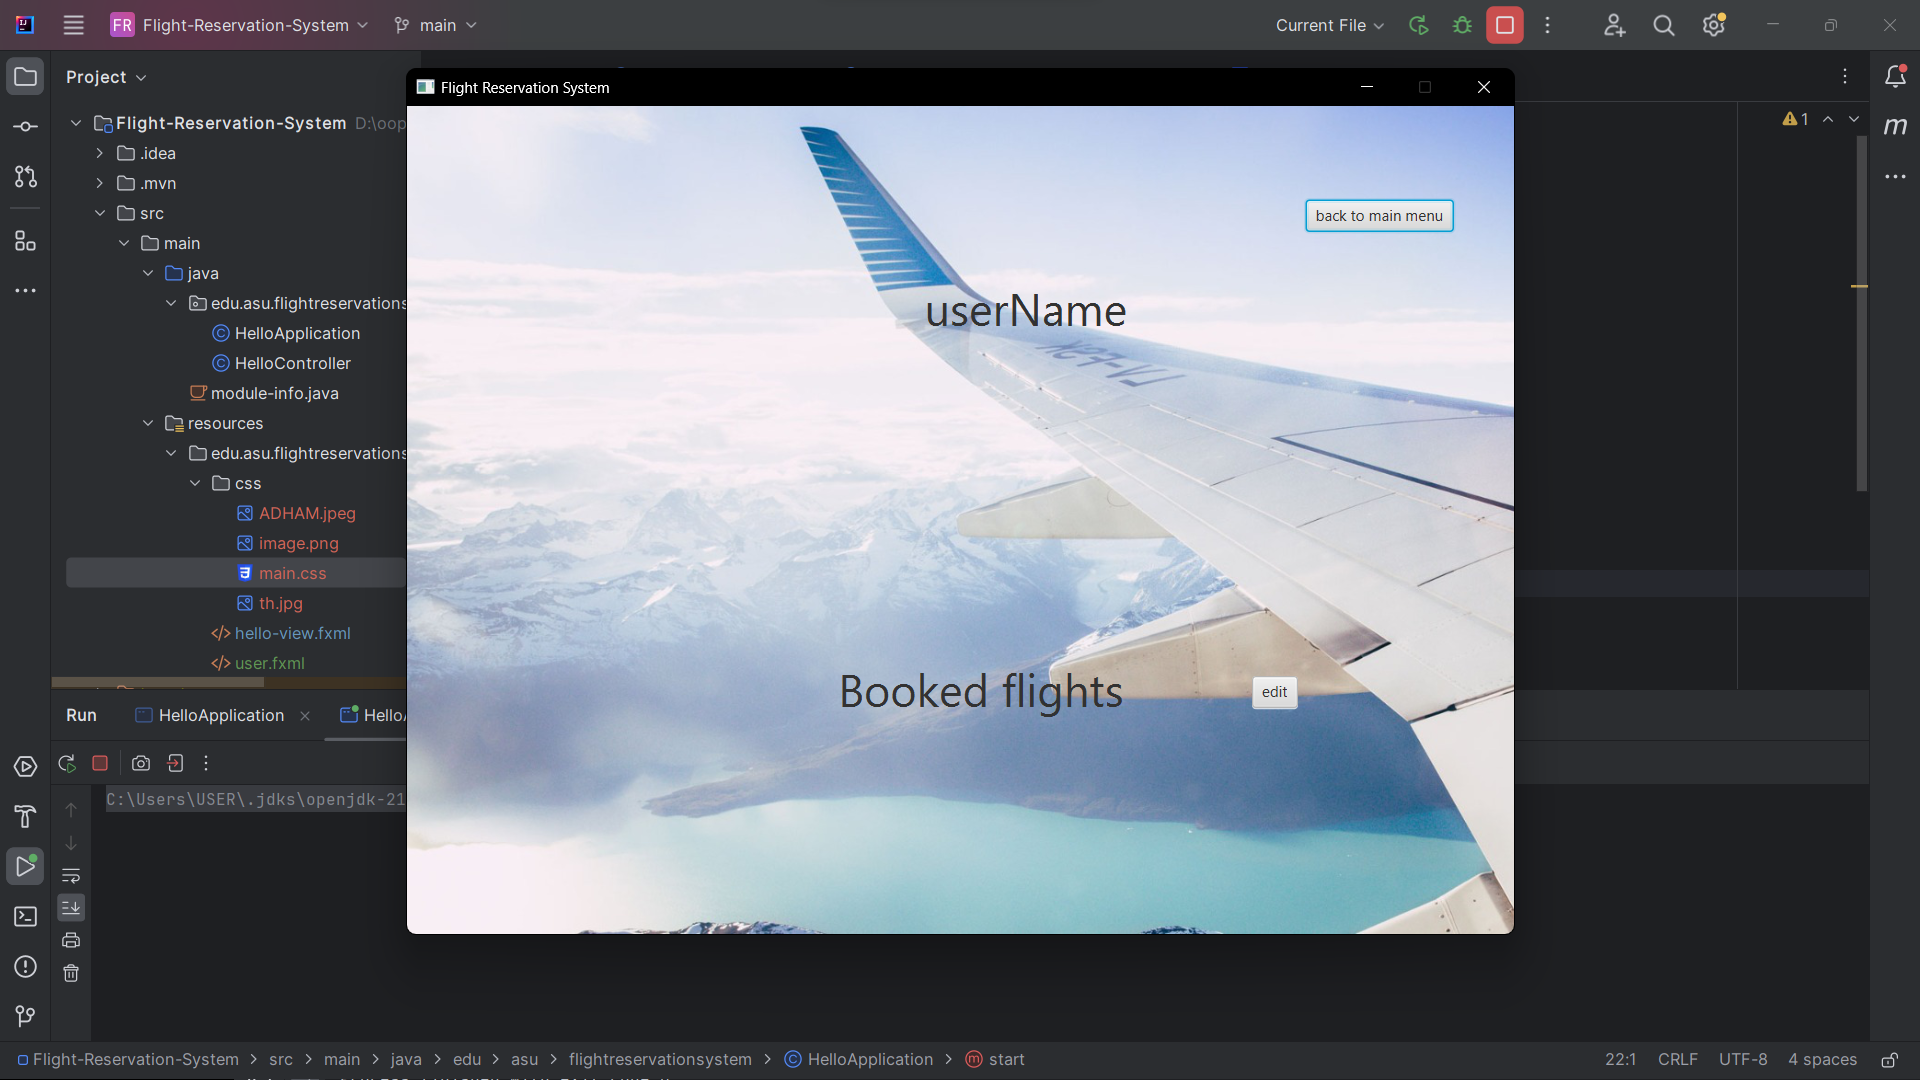 FR Flight-Reservation-System main Current File
Project
Flight Reservation System
Flight-Reservation-System D:\oop
1
.idea
.mvn
src
back to main menu
main
java
edu.asu.flightreservations
userName
HelloApplication
HelloController
module-info.java
resources
edu.asu.flightreservations
css
ADHAM.jpeg
image.png
main.css
th.jpg
hello-view.fxml
user.fxml
Booked flights
edit
Run HelloApplication
C:\Users\USER\.jdks\openjdk-21
Flight-Reservation-System > src > main > java > edu > asu > flightreservationsystem > HelloApplication > start 22:1 CRLF UTF-8 4 spaces